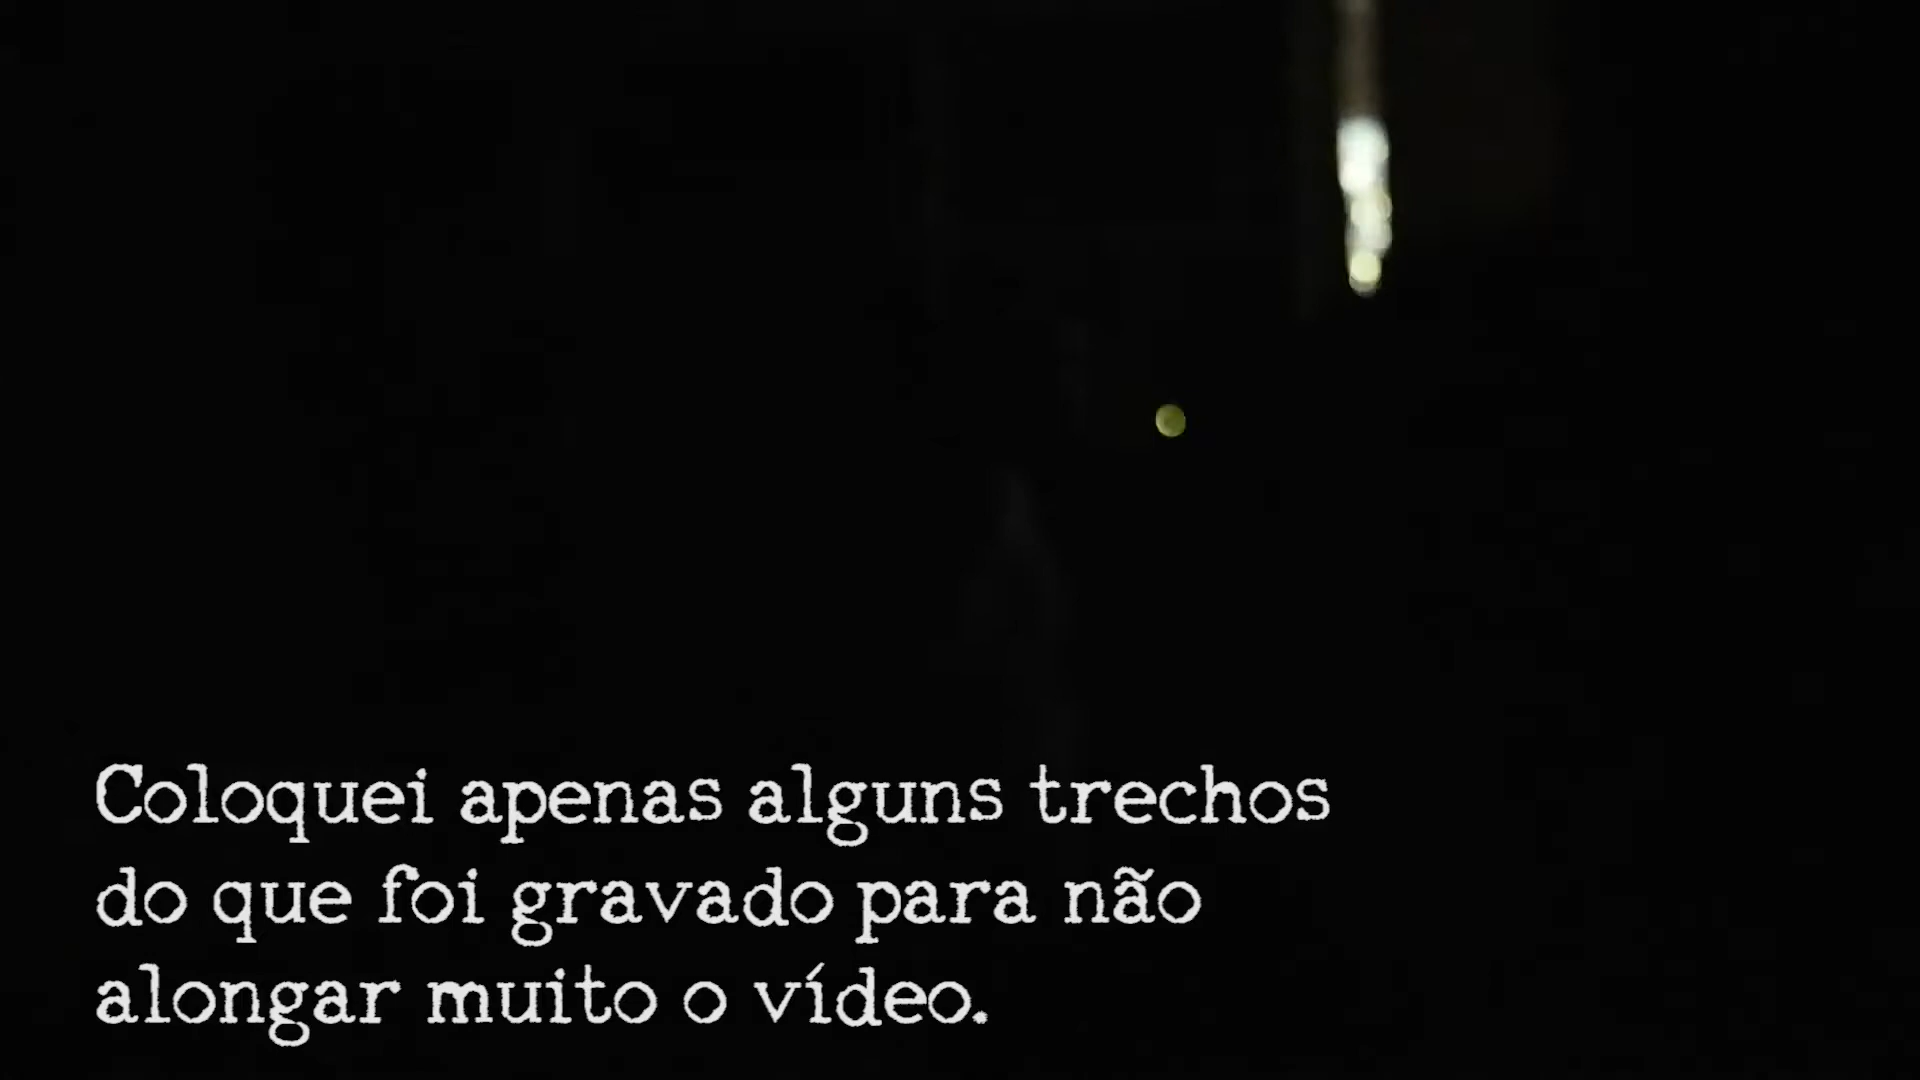 Coloquei apenas alguns trechos
do que foi gravado para não
alongar muito o vídeo.